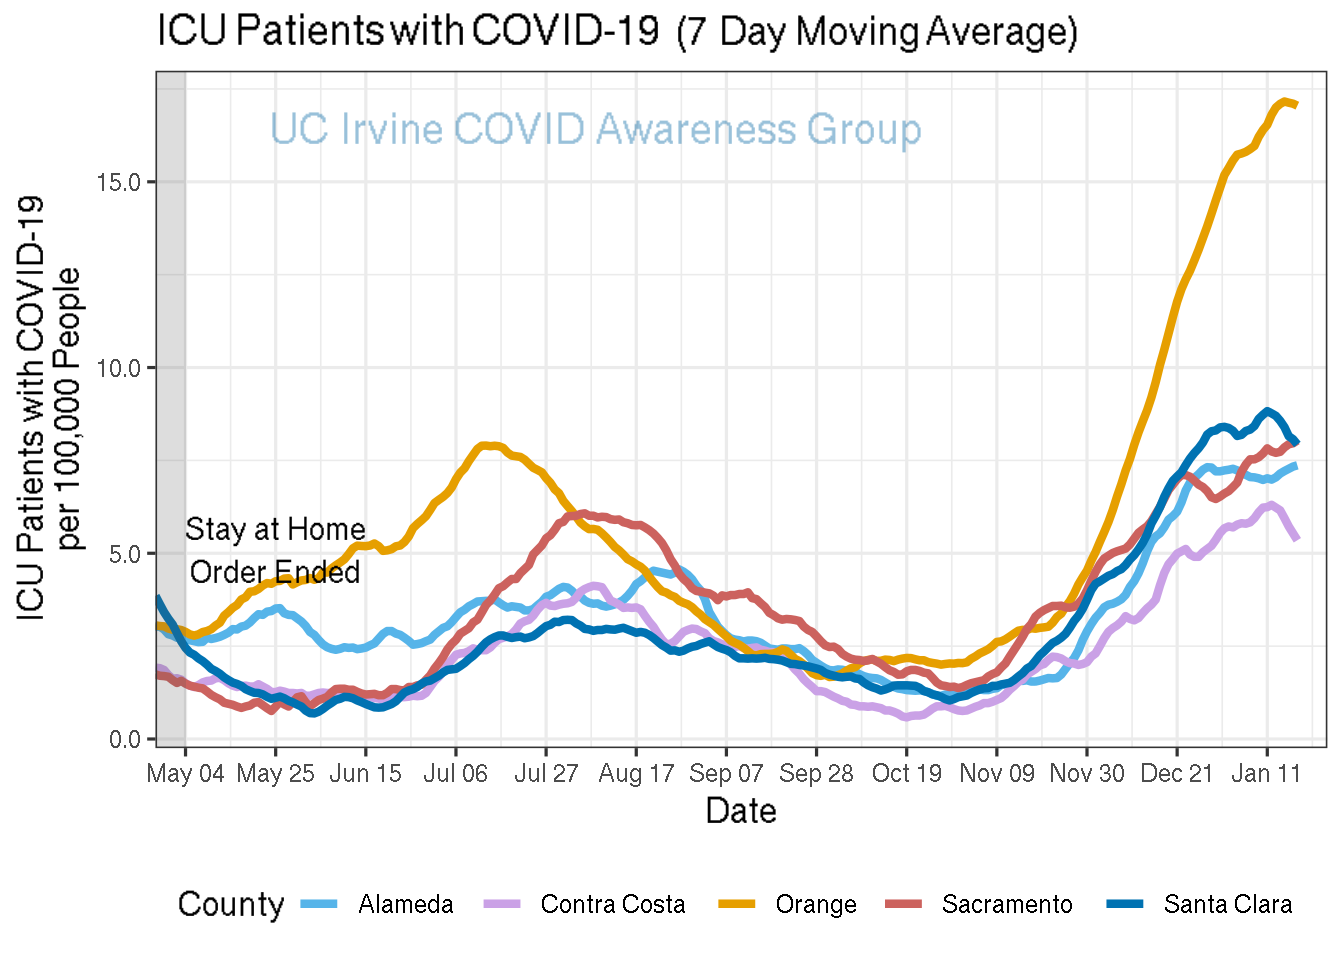 ICU Patients with COVID-19 (7 Day Moving Average)
UC Irvine COVID Awareness Group
ICU Patients with COVID-19
per 100,000 People
15.0
10.0
5.0
0.0
Stay at Home
Order Ended
May 04 May 25 Jun 15 Jul 06 Jul 27 Aug 17 Sep 07 Sep 28 Oct 19 Nov 09 Nov 30 Dec 21 Jan 11
Date
County Alameda Contra Costa Orange Sacramento Santa Clara